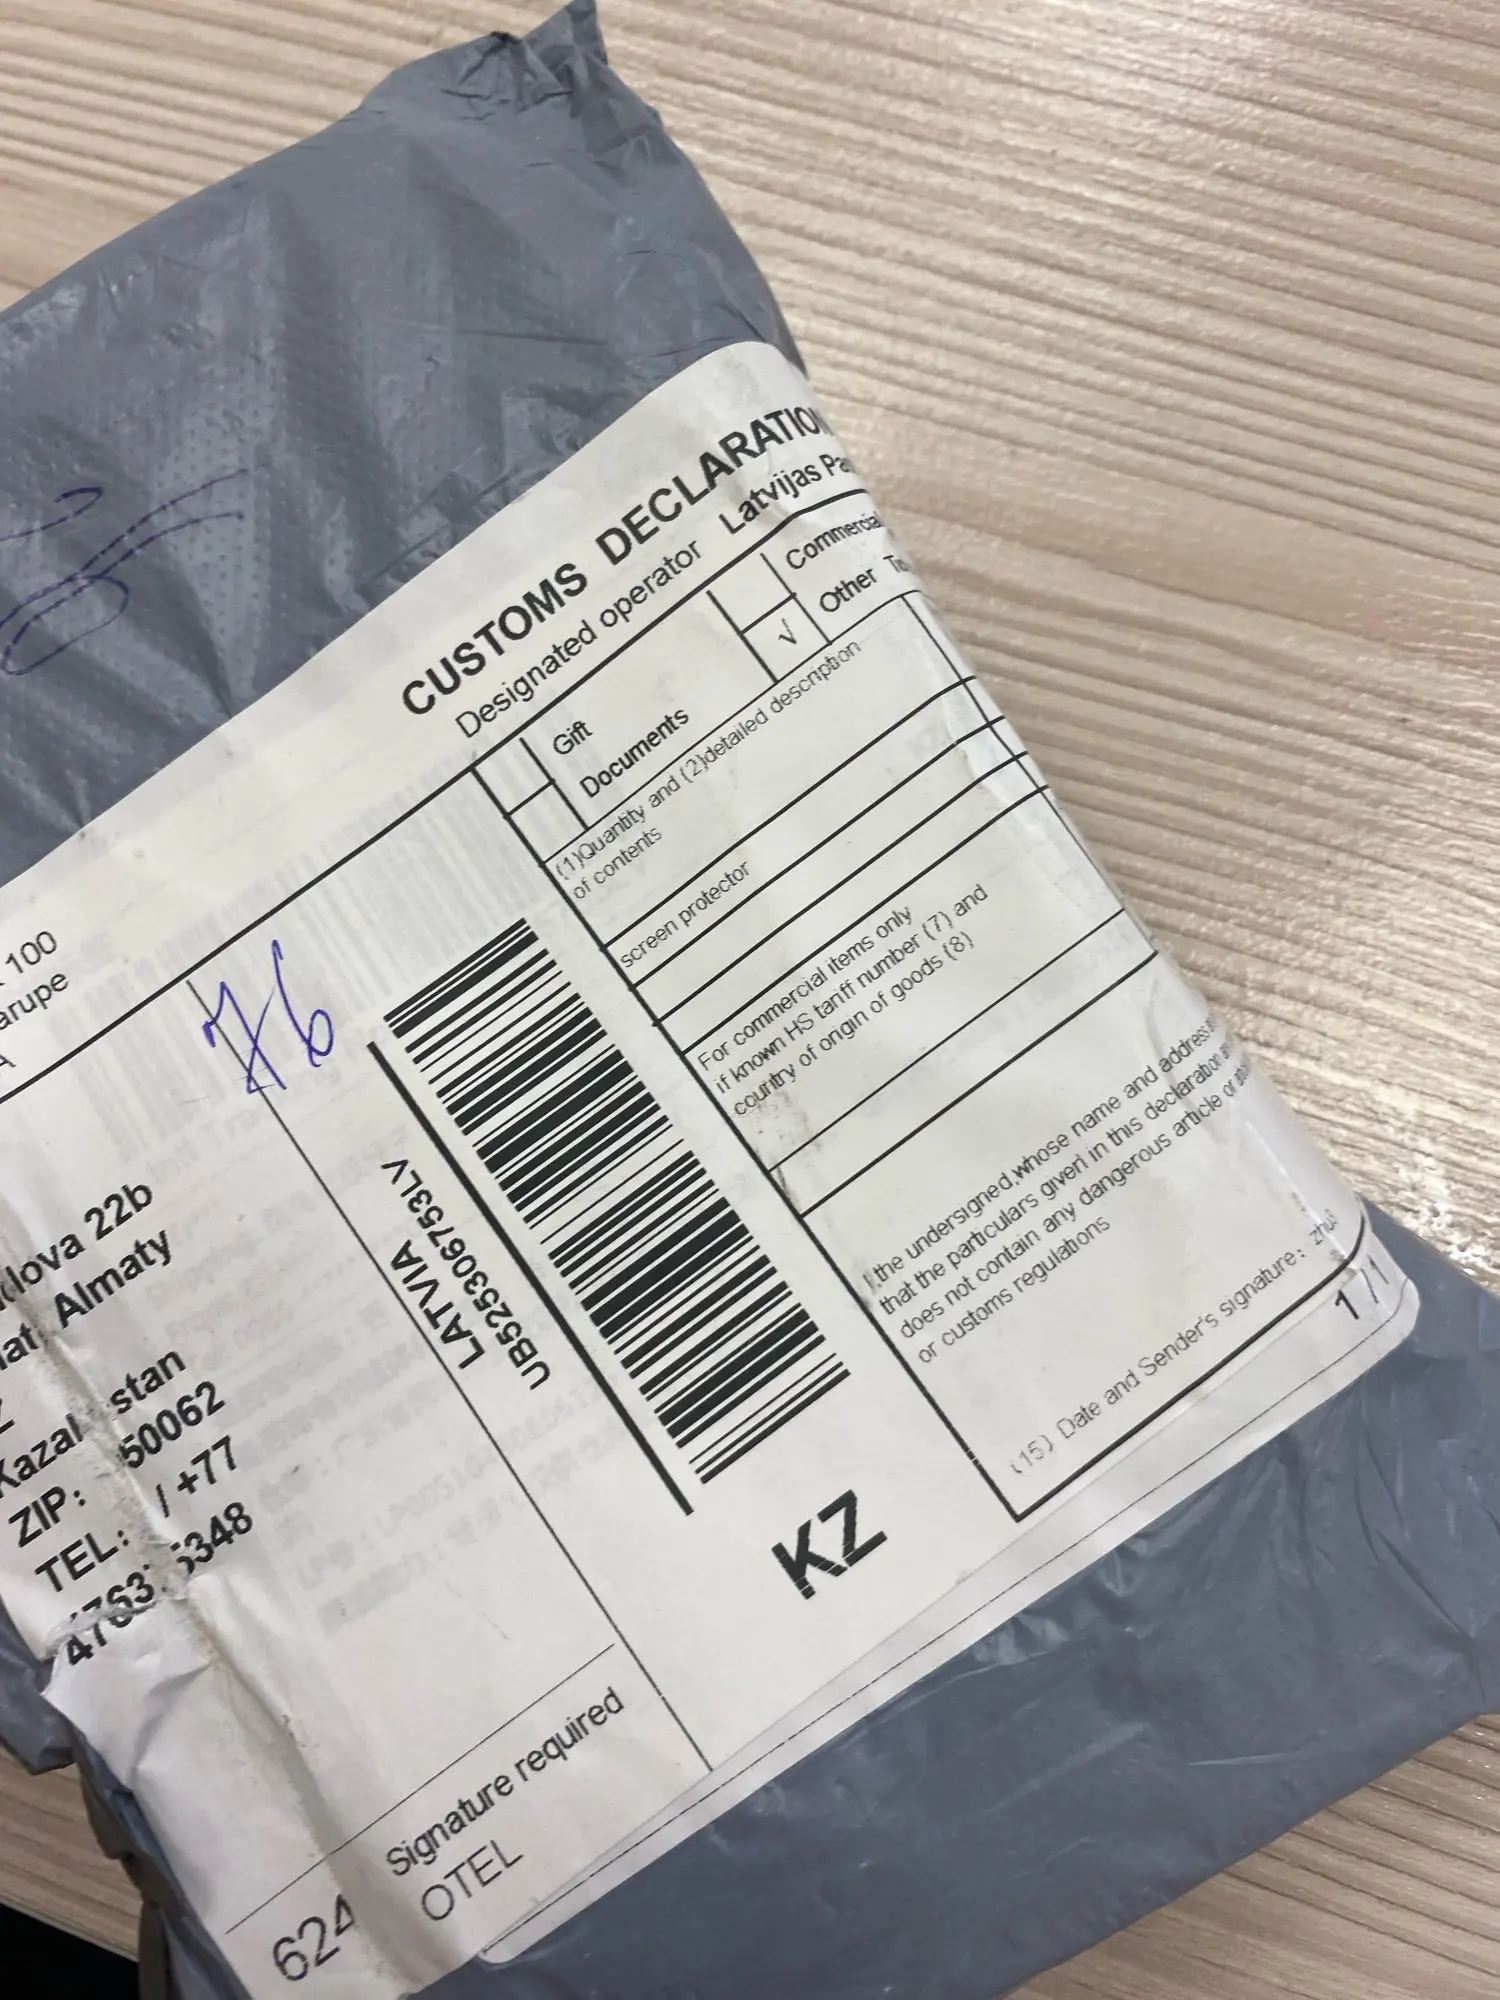 CUSTOMS DECLARATION
Designated operator Latvijas
Gift
Commercial
Documents
√ Other
(1)Quantity and (2)detailed description
of contents
screen protector
For commercial items only
if known HS tariff number (7) and
country of origin of goods (8)
I,the undersigned,whose name and address
that the particulars given in this declaration
does not contain any dangerous article or
or customs regulations
(15) Date and Sender's signature:
1 / 1
100
76
LATVIA
UB525306753LV
KZ
22b
Almaty
ZIP: 50062
TEL: / +77
Signature required
624
OTEL